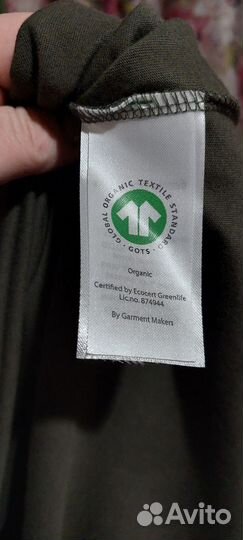 GLOBAL ORGANIC TEXTILE STANDARD
· GOTS ·
Organic
Certified by Ecocert Greenlife
Lic.no. 874944
By Garment Makers
Avito